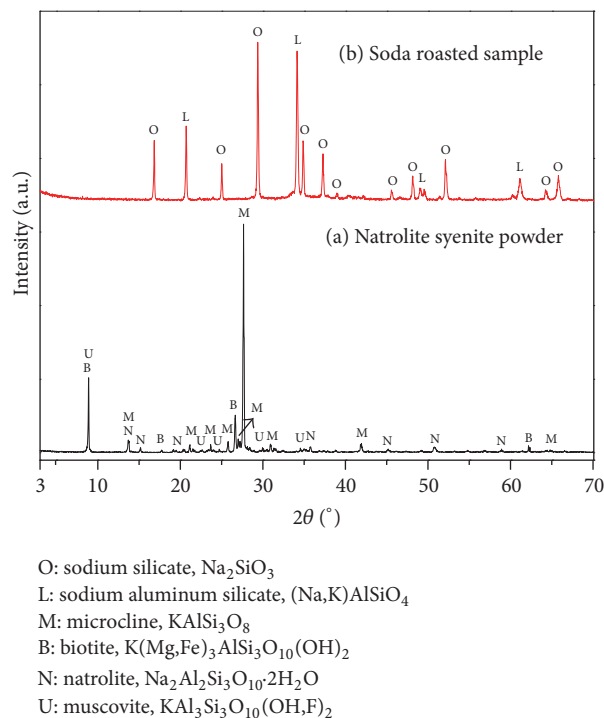 (b) Soda roasted sample
O L O O L O O O O O L O L O O
(a) Natrolite syenite powder
M
U
B
M
N N B N M U M U M B M U M U N M N N N B M
Intensity (a.u.)
3 10 20 30 40 50 60 70
2θ (°)
O: sodium silicate, Na₂SiO₃
L: sodium aluminum silicate, (Na,K)AlSiO₄
M: microcline, KAlSi₃O₈
B: biotite, K(Mg,Fe)₃AlSi₃O₁₀(OH)₂
N: natrolite, Na₂Al₂Si₃O₁₀·2H₂O
U: muscovite, KAl₃Si₃O₁₀(OH,F)₂